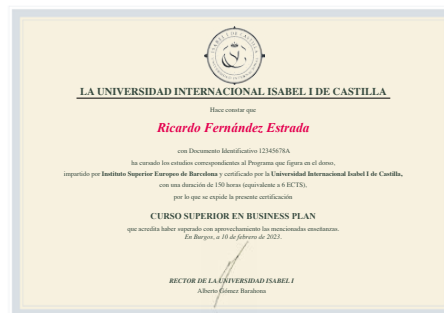 LA UNIVERSIDAD INTERNACIONAL ISABEL I DE CASTILLA
Hace constar que
Ricardo Fernández Estrada
con Documento Identificativo 12345678A
ha cursado los estudios correspondientes al Programa que figura en el dorso,
impartido por Instituto Superior Europeo de Barcelona y certificado por la Universidad Internacional Isabel I de Castilla,
con una duración de 150 horas (equivalente a 6 ECTS),
por lo que se expide la presente certificación
CURSO SUPERIOR EN BUSINESS PLAN
que acredita haber superado con aprovechamiento las mencionadas enseñanzas.
En Burgos, a 10 de febrero de 2023.
RECTOR DE LA UNIVERSIDAD ISABEL I
Alberto Gómez Barahona